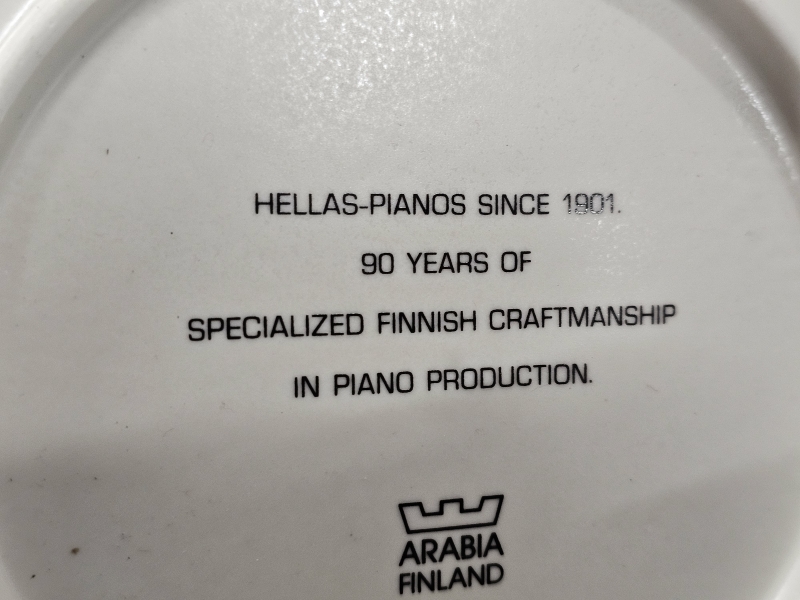 HELLAS-PIANOS SINCE 1901.
90 YEARS OF
SPECIALIZED FINNISH CRAFTMANSHIP
IN PIANO PRODUCTION.
ARABIA
FINLAND